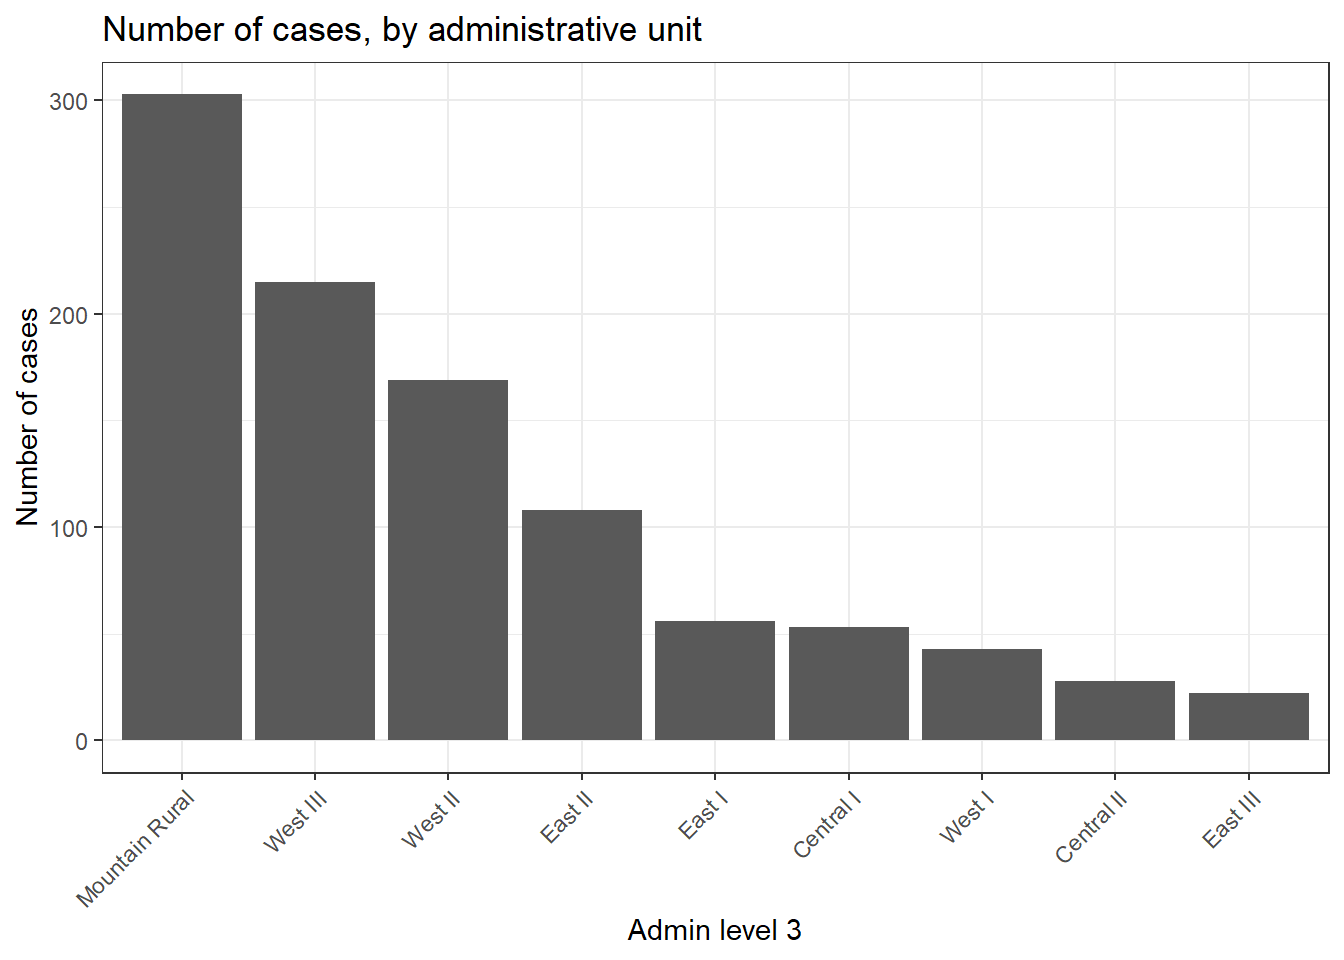 Number of cases, by administrative unit
Number of cases
300
200
100
0
Mountain Rural
West III
West II
East II
East I
Central I
West I
Central II
East III
Admin level 3